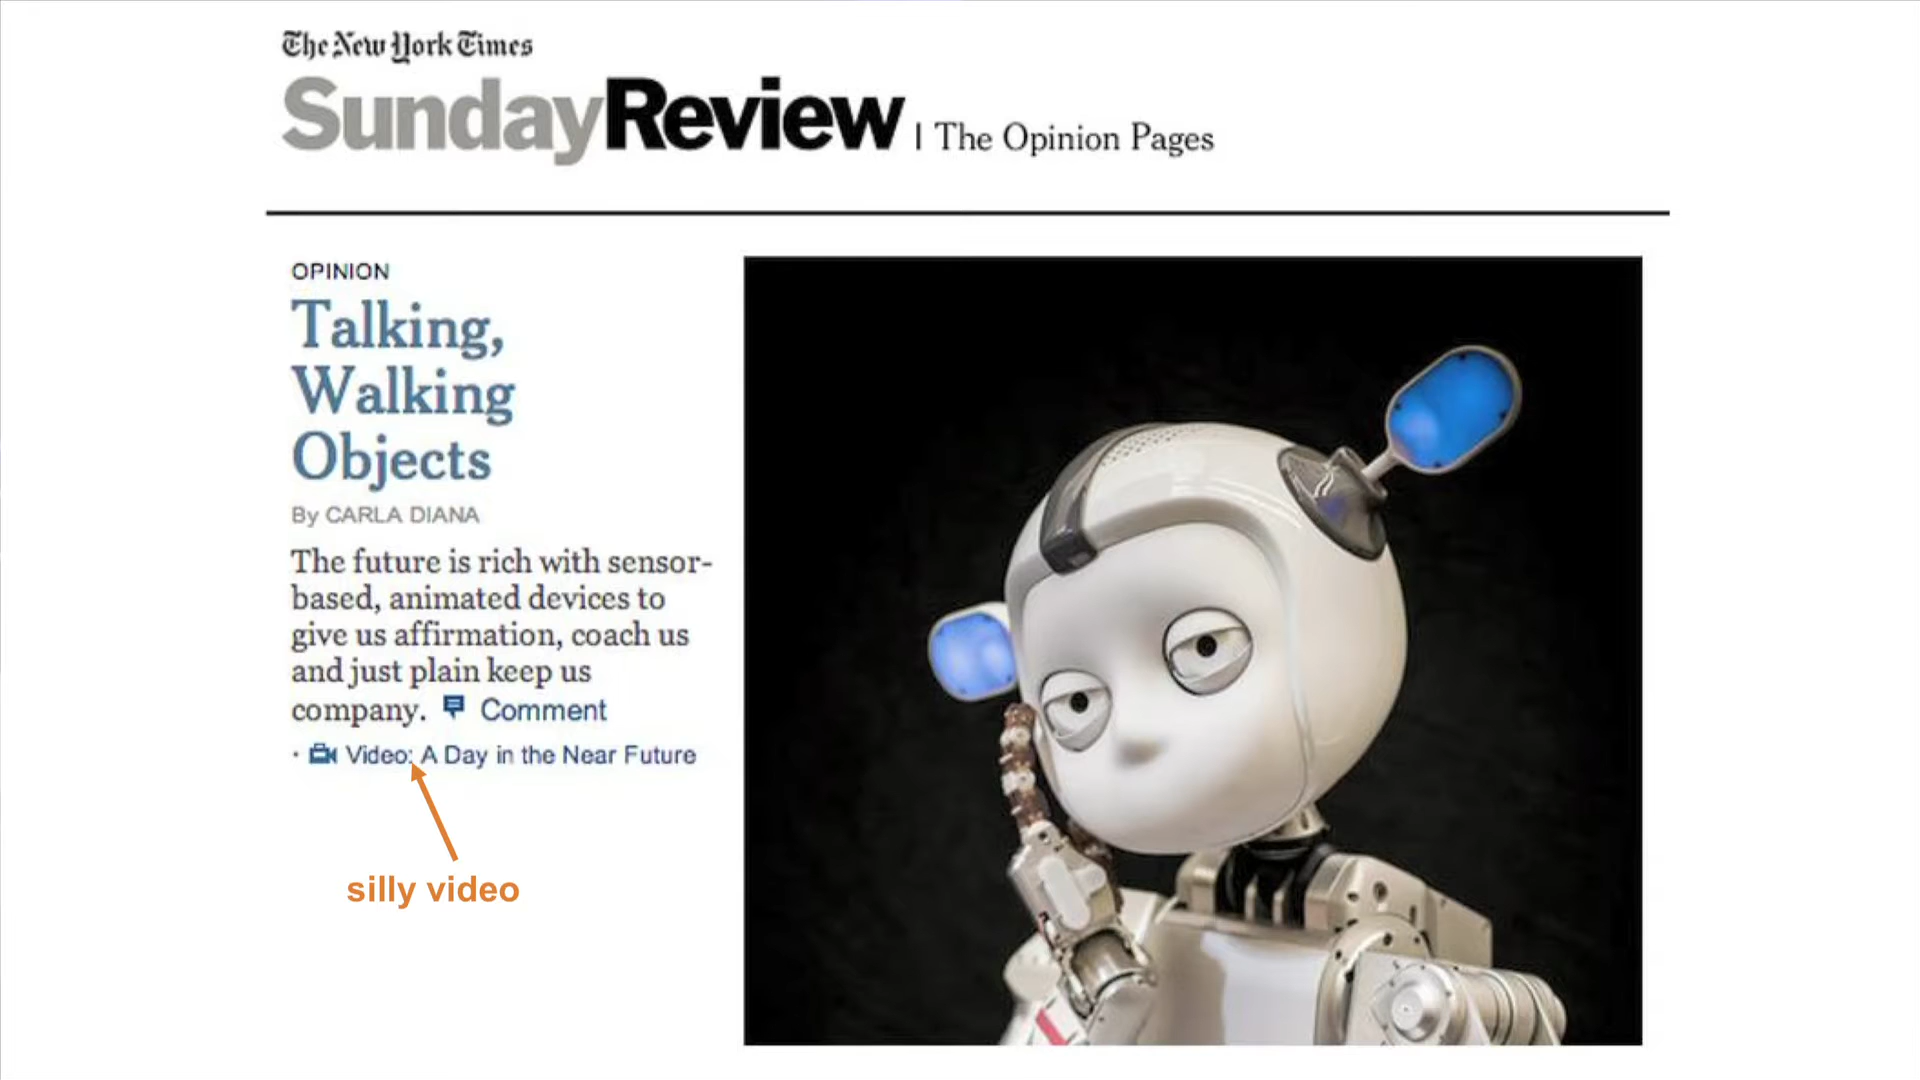 The New York Times
SundayReview | The Opinion Pages
OPINION
Talking,
Walking
Objects
By CARLA DIANA
The future is rich with sensor-
based, animated devices to
give us affirmation, coach us
and just plain keep us
company. Comment
· Video: A Day in the Near Future
silly video